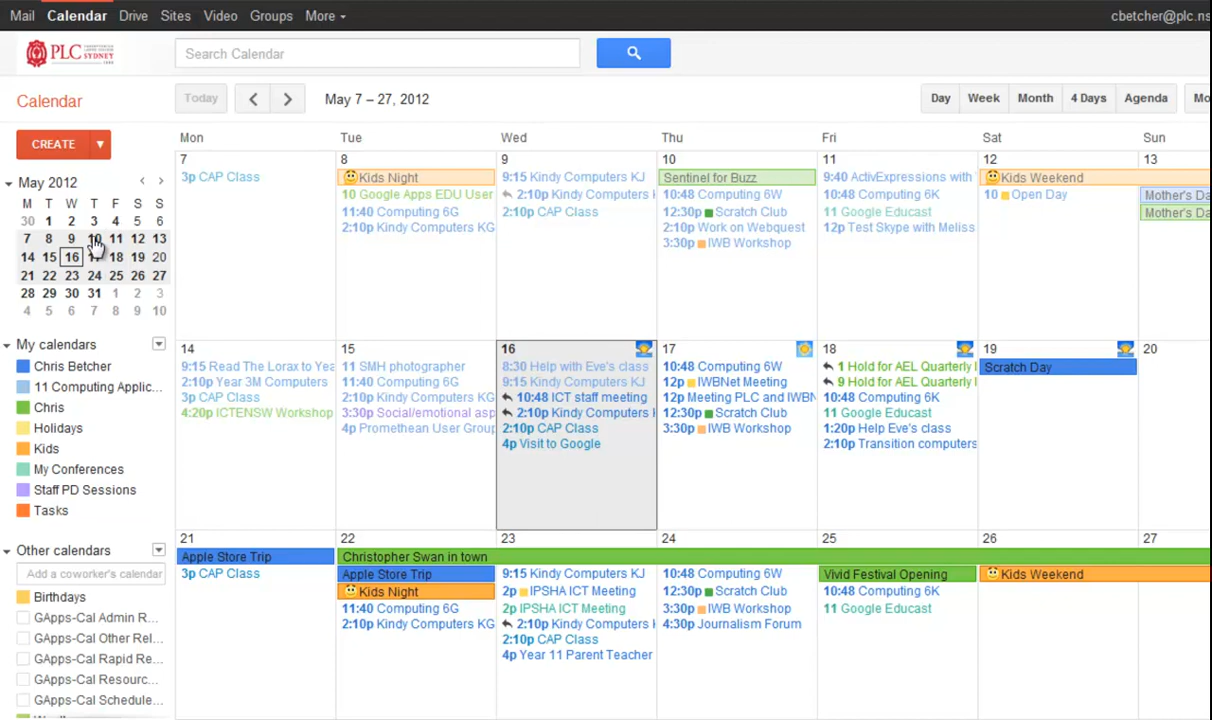 Mail Calendar Drive Sites Video Groups More cbetcher@plc.ns
PLC SYDNEY
Search Calendar
Calendar
Today May 7 – 27, 2012 Day Week Month 4 Days Agenda Mo
CREATE
May 2012
M T W T F S S
30 1 2 3 4 5 6
7 8 9 10 11 12 13
14 15 16 17 18 19 20
21 22 23 24 25 26 27
28 29 30 31 1 2 3
4 5 6 7 8 9 10
My calendars
Chris Betcher
11 Computing Applic...
Chris
Holidays
Kids
My Conferences
Staff PD Sessions
Tasks
Other calendars
Add a coworker's calendar
Birthdays
GApps-Cal Admin R...
GApps-Cal Other Rel...
GApps-Cal Rapid Re...
GApps-Cal Resourc...
GApps-Cal Schedule...
Mon Tue Wed Thu Fri Sat Sun
7
3p CAP Class
8
Kids Night
10 Google Apps EDU User
11:40 Computing 6G
2:10p Kindy Computers KG
9
9:15 Kindy Computers KJ
2:10p Kindy Computers
2:10p CAP Class
10
Sentinel for Buzz
10:48 Computing 6W
12:30p Scratch Club
2:10p Work on Webquest
3:30p IWB Workshop
11
9:40 ActivExpressions with
10:48 Computing 6K
11 Google Educast
12p Test Skype with Meliss
12
Kids Weekend
10 Open Day
13
Mother's Da
Mother's Da
14
9:15 Read The Lorax to Yea
2:10p Year 3M Computers
3p CAP Class
4:20p ICTENSW Workshop
15
11 SMH photographer
11:40 Computing 6G
2:10p Kindy Computers KG
3:30p Social/emotional asp
4p Promethean User Group
16
8:30 Help with Eve's class
9:15 Kindy Computers KJ
10:48 ICT staff meeting
2:10p Kindy Computers
2:10p CAP Class
4p Visit to Google
17
10:48 Computing 6W
12p IWBNet Meeting
12p Meeting PLC and IWBN
12:30p Scratch Club
3:30p IWB Workshop
18
1 Hold for AEL Quarterly
9 Hold for AEL Quarterly
10:48 Computing 6K
11 Google Educast
1:20p Help Eve's class
2:10p Transition computers
19
Scratch Day
20
21
Apple Store Trip
3p CAP Class
22
Christopher Swan in town
Apple Store Trip
Kids Night
11:40 Computing 6G
2:10p Kindy Computers KG
23
9:15 Kindy Computers KJ
2p IPSHA ICT Meeting
2p IPSHA ICT Meeting
2:10p Kindy Computers
2:10p CAP Class
4p Year 11 Parent Teacher
24
10:48 Computing 6W
12:30p Scratch Club
3:30p IWB Workshop
4:30p Journalism Forum
25
Vivid Festival Opening
10:48 Computing 6K
11 Google Educast
26
Kids Weekend
27